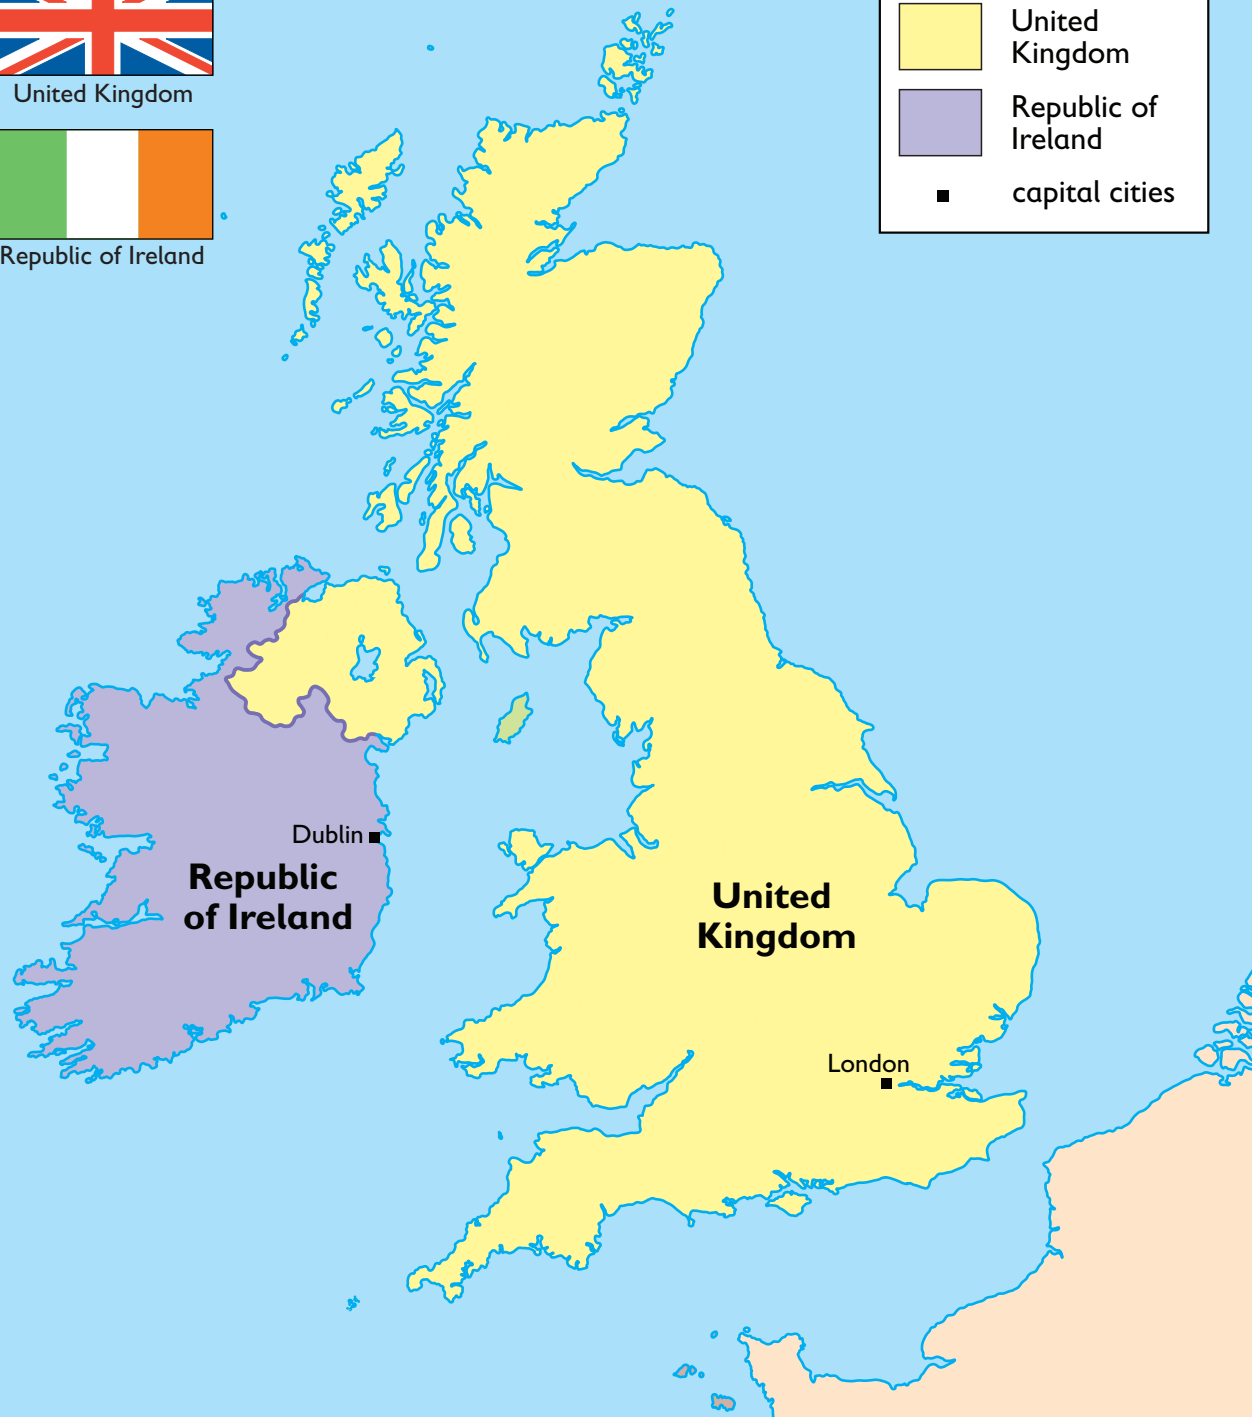 United Kingdom
Republic of Ireland
United
Kingdom
Republic of
Ireland
capital cities
Dublin
Republic
of Ireland
United
Kingdom
London